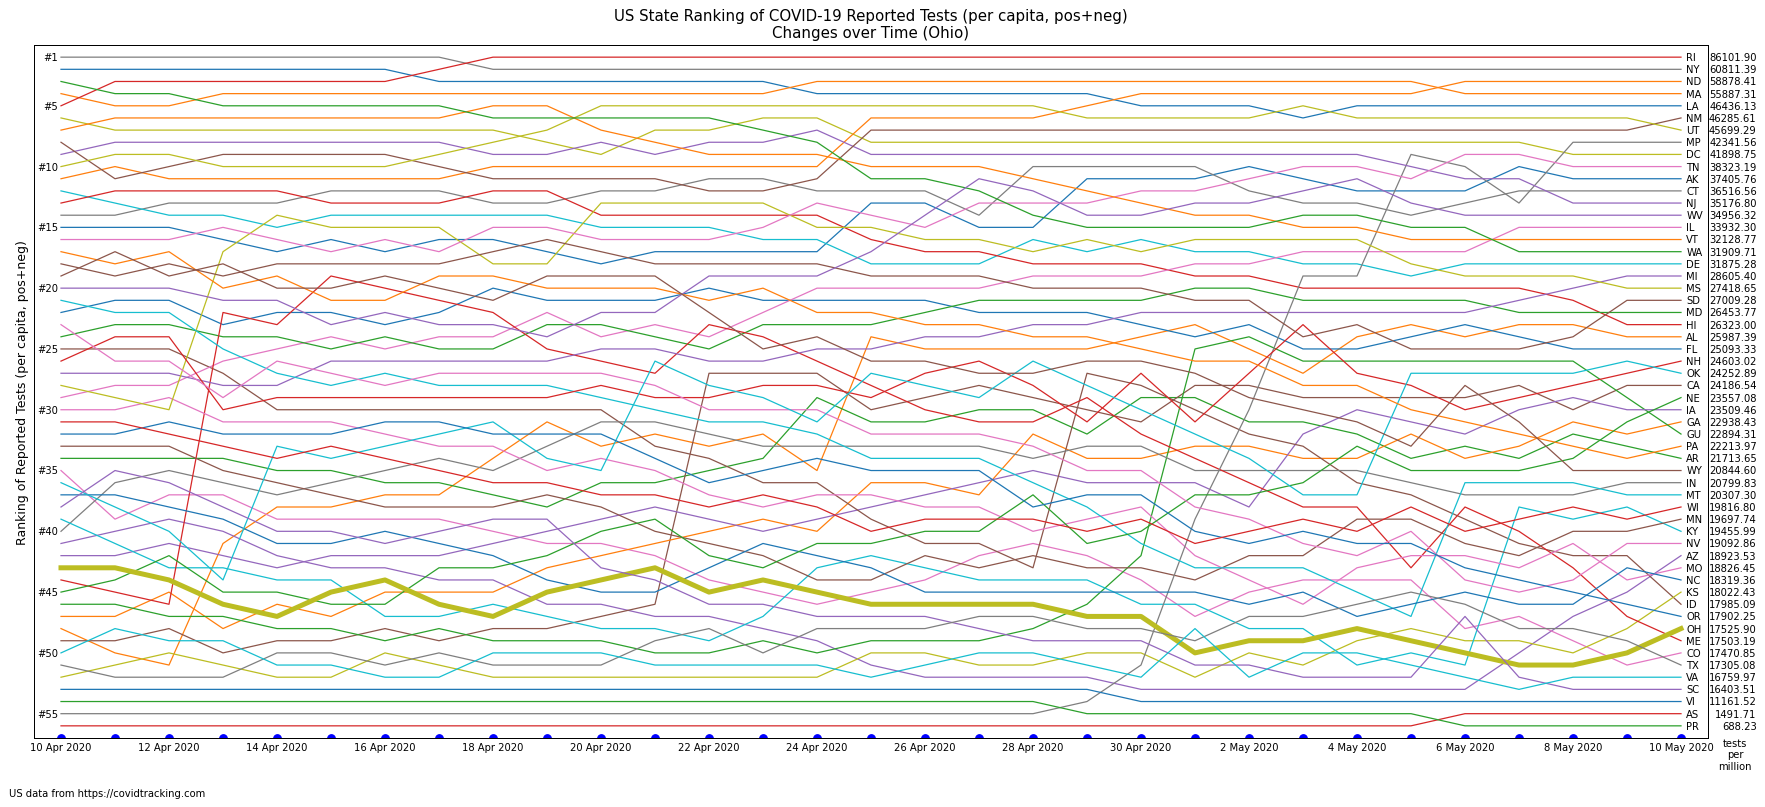 US State Ranking of COVID-19 Reported Tests (per capita, pos+neg)
Changes over Time (Ohio)
Ranking of Reported Tests (per capita, pos+neg)
#1
#5
#10
#15
#20
#25
#30
#35
#40
#45
#50
#55
RI 86101.90
NY 60811.39
ND 58878.41
MA 55887.31
LA 46436.13
NM 46285.61
UT 45699.29
MP 42341.56
DC 41898.75
TN 38323.19
AK 37405.76
CT 36516.56
NJ 35176.80
WV 34956.32
IL 33932.30
VT 32128.77
WA 31909.71
DE 31875.28
MI 28605.40
MS 27418.65
SD 27009.28
MD 26453.77
HI 26323.00
AL 25987.39
FL 25093.33
NH 24603.02
OK 24252.89
CA 24186.54
NE 23557.08
IA 23509.46
GA 22938.43
GU 22894.31
PA 22213.97
AR 21713.65
WY 20844.60
IN 20799.83
MT 20307.30
WI 19816.80
MN 19697.74
KY 19455.99
NV 19092.86
AZ 18923.53
MO 18826.45
NC 18319.36
KS 18022.43
ID 17985.09
OR 17902.25
OH 17525.90
ME 17503.19
CO 17470.85
TX 17305.08
VA 16759.97
SC 16403.51
VI 11161.52
AS 1491.71
PR 688.23
10 Apr 2020 12 Apr 2020 14 Apr 2020 16 Apr 2020 18 Apr 2020 20 Apr 2020 22 Apr 2020 24 Apr 2020 26 Apr 2020 28 Apr 2020 30 Apr 2020 2 May 2020 4 May 2020 6 May 2020 8 May 2020 10 May 2020
tests
per
million
US data from https://covidtracking.com